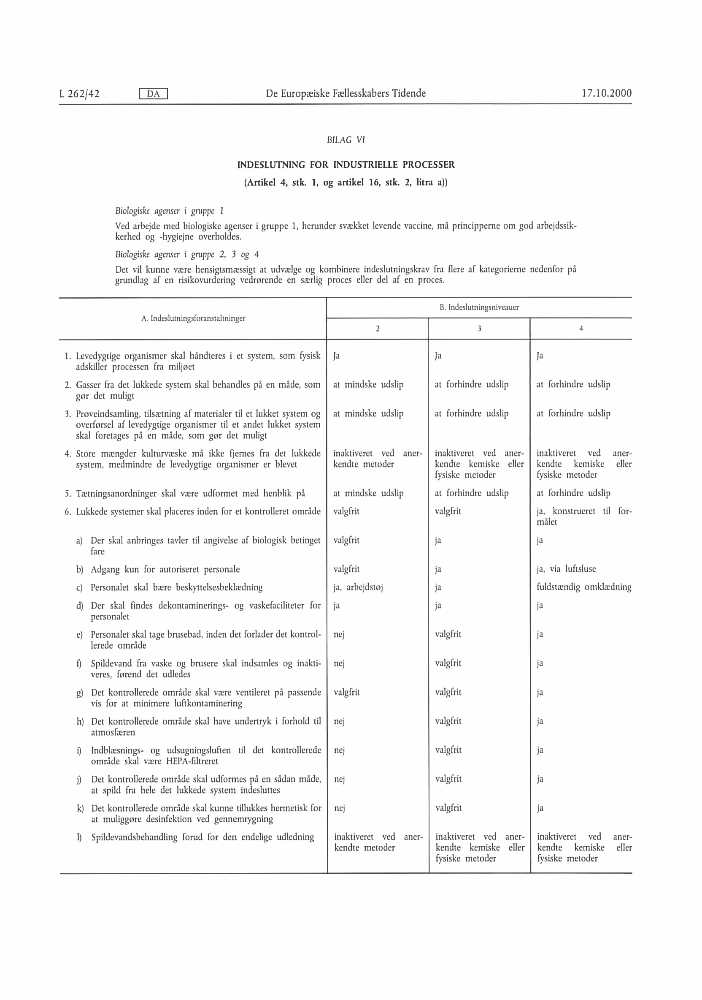 L 262/42 DA De Europæiske Fællesskabers Tidende 17.10.2000
BILAG VI
INDESLUTNING FOR INDUSTRIELLE PROCESSER
(Artikel 4, stk. 1, og artikel 16, stk. 2, litra a))
Biologiske agenser i gruppe 1
Ved arbejde med biologiske agenser i gruppe 1, herunder svækket levende vaccine, må principperne om god arbejdssik-
kerhed og -hygiejne overholdes.
Biologiske agenser i gruppe 2, 3 og 4
Det vil kunne være hensigtsmæssigt at udvælge og kombinere indeslutningskrav fra flere af kategorierne nedenfor på
grundlag af en risikovurdering vedrørende en særlig proces eller del af en proces.
B. Indeslutningsniveauer
A. Indeslutningsforanstaltninger
2 3 4
1. Levedygtige organismer skal håndteres i et system, som fysisk Ja Ja Ja
adskiller processen fra miljøet
2. Gasser fra det lukkede system skal behandles på en måde, som at mindske udslip at forhindre udslip at forhindre udslip
gør det muligt
3. Prøveindsamling, tilsætning af materialer til et lukket system og at mindske udslip at forhindre udslip at forhindre udslip
overførsel af levedygtige organismer til et andet lukket system
skal foretages på en måde, som gør det muligt
4. Store mængder kulturvæske må ikke fjernes fra det lukkede inaktiveret ved aner- inaktiveret ved aner- inaktiveret ved aner-
system, medmindre de levedygtige organismer er blevet kendte metoder kendte kemiske eller kendte kemiske eller
fysiske metoder fysiske metoder
5. Tætningsanordninger skal være udformet med henblik på at mindske udslip at forhindre udslip at forhindre udslip
6. Lukkede systemer skal placeres inden for et kontrolleret område valgfrit valgfrit ja, konstrueret til for-
målet
a) Der skal anbringes tavler til angivelse af biologisk betinget valgfrit ja ja
fare
b) Adgang kun for autoriseret personale valgfrit ja ja, via luftsluse
c) Personalet skal bære beskyttelsesbeklædning ja, arbejdstøj ja fuldstændig omklædning
d) Der skal findes dekontaminerings- og vaskefaciliteter for ja ja ja
personalet
e) Personalet skal tage brusebad, inden det forlader det kontrol- nej valgfrit ja
lerede område
f) Spildevand fra vaske og brusere skal indsamles og inakti- nej valgfrit ja
veres, førend det udledes
g) Det kontrollerede område skal være ventileret på passende valgfrit valgfrit ja
vis for at minimere luftkontaminering
h) Det kontrollerede område skal have undertryk i forhold til nej valgfrit ja
atmosfæren
i) Indblæsnings- og udsugningsluften til det kontrollerede nej valgfrit ja
område skal være HEPA-filtreret
j) Det kontrollerede område skal udformes på en sådan måde, nej valgfrit ja
at spild fra hele det lukkede system indesluttes
k) Det kontrollerede område skal kunne tillukkes hermetisk for nej valgfrit ja
at muliggøre desinfektion ved gennemrygning
l) Spildevandsbehandling forud for den endelige udledning inaktiveret ved aner- inaktiveret ved aner- inaktiveret ved aner-
kendte metoder kendte kemiske eller kendte kemiske eller
fysiske metoder fysiske metoder